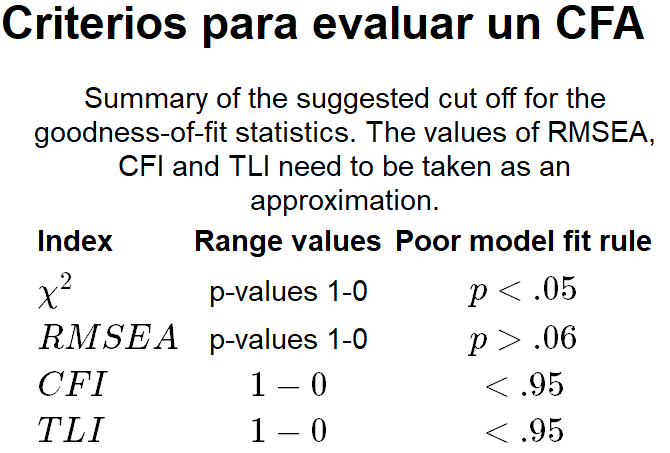 Criterios para evaluar un CFA
Summary of the suggested cut off for the
goodness-of-fit statistics. The values of RMSEA,
CFI and TLI need to be taken as an
approximation.
Index Range values Poor model fit rule
χ² p-values 1-0 p < .05
RMSEA p-values 1-0 p > .06
CFI 1 − 0 < .95
TLI 1 − 0 < .95